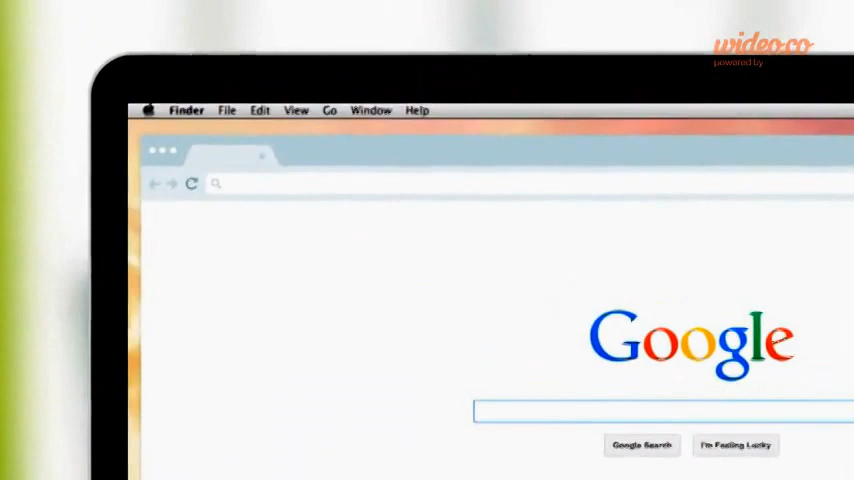 wideo.co
powered by
Finder File Edit View Go Window Help
Google
Google Search I'm Feeling Lucky